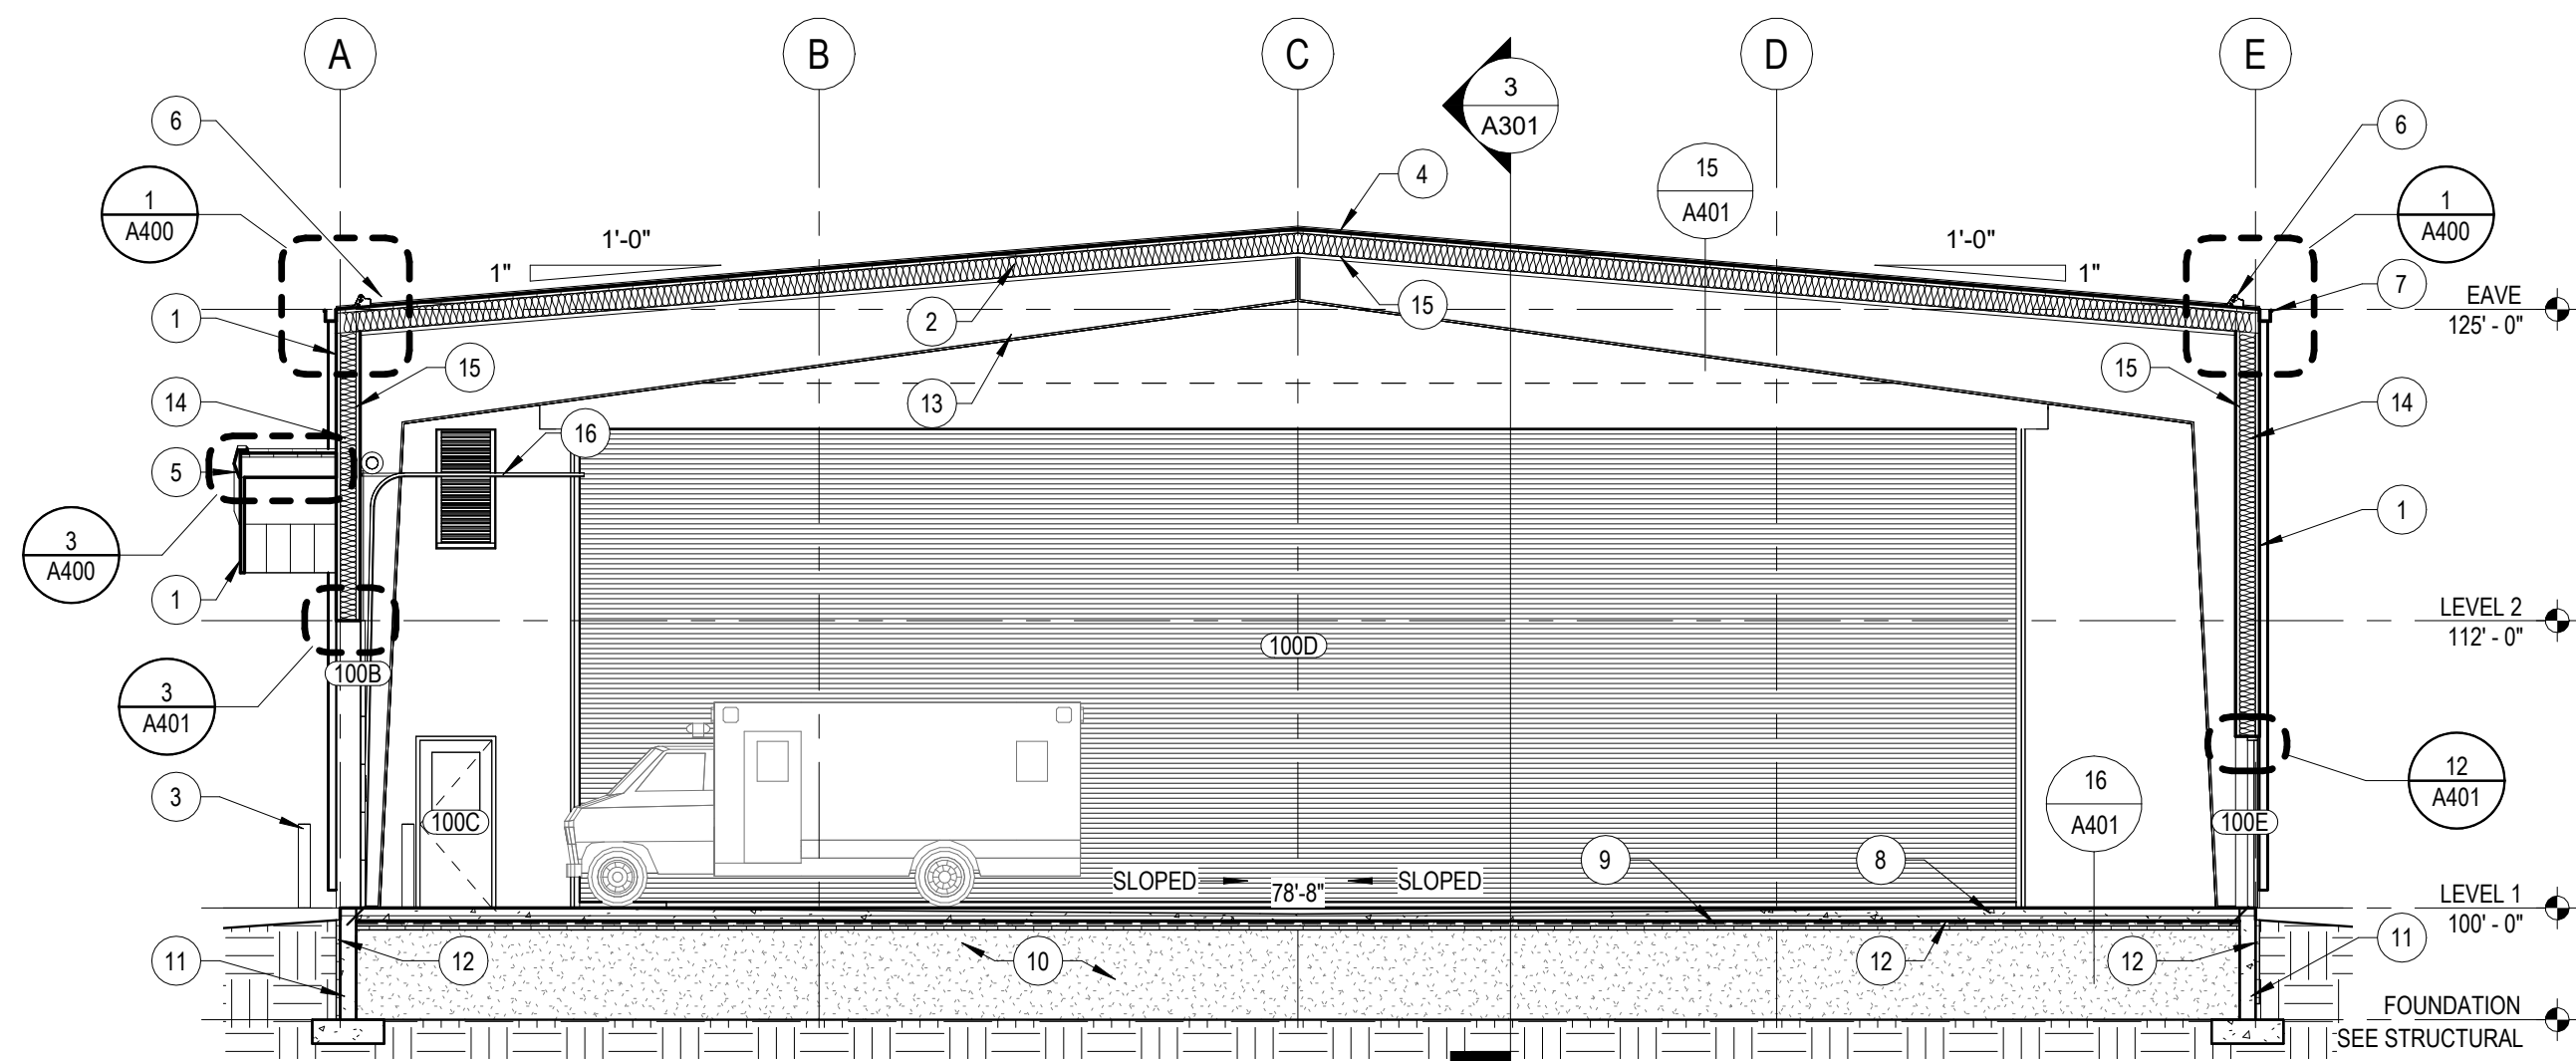 A
B
C
D
E
3
A301
6
6
4
15
A401
1
A400
1
A400
1'-0"
1"
1'-0"
1"
7
EAVE
125' - 0"
1
2
15
15
15
14
13
14
16
5
1
3
A400
1
LEVEL 2
112' - 0"
100D
100B
3
A401
12
A401
16
A401
3
100C
100E
9
8
SLOPED
78'-8"
SLOPED
LEVEL 1
100' - 0"
11
12
10
12
12
11
FOUNDATION
SEE STRUCTURAL